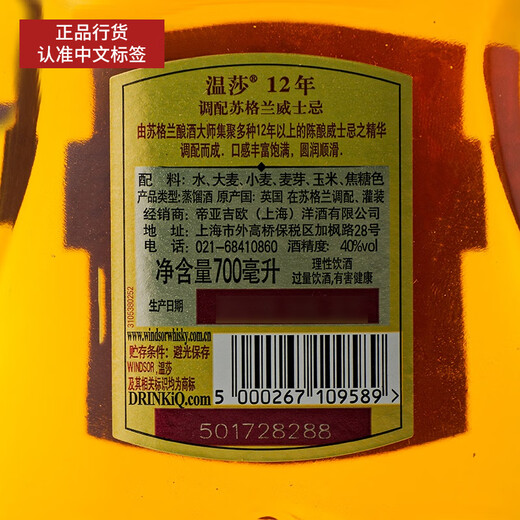 正品行货
认准中文标签
温莎® 12年
调配苏格兰威士忌
由苏格兰酿酒大师集聚多种12年以上的陈酿威士忌之精华
调配而成．口感丰富饱满，圆润顺滑．
配 料：水、大麦、小麦、麦芽、玉米、焦糖色
产品类型：蒸馏酒 原产国：英国 在苏格兰调配、灌装
经销商：帝亚吉欧（上海）洋酒有限公司
地 址：上海市外高桥保税区加枫路28号
电 话：021-68410860 酒精度：40%vol
净含量700毫升
理性饮酒
过量饮酒,有害健康
生产日期
3105380252
www.windsorwhisky.com.cn
贮存条件：避光保存
WINDSOR,温莎
及其相关标识均为商标
DRINKiQ.com
5 000267 109589 >
501728288